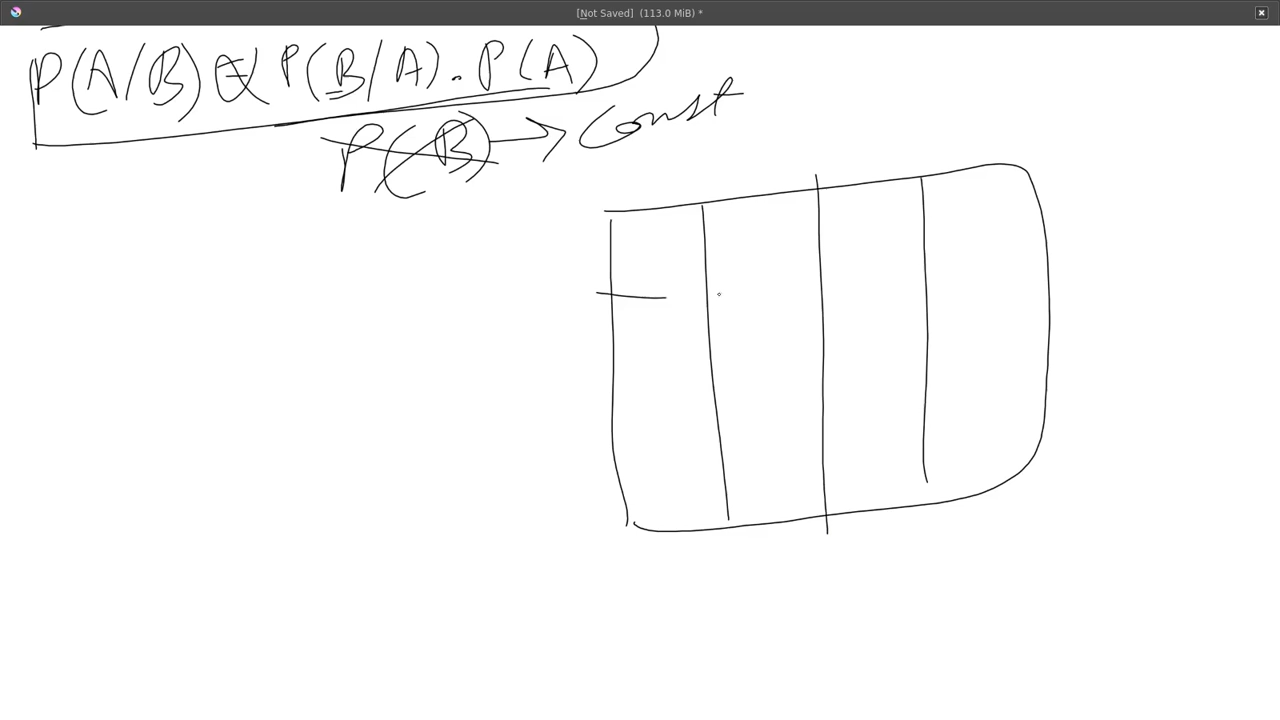 [Not Saved] (113.0 MiB) *
P(A/B) ∝ P(B/A) . P(A)
P(B) → Const